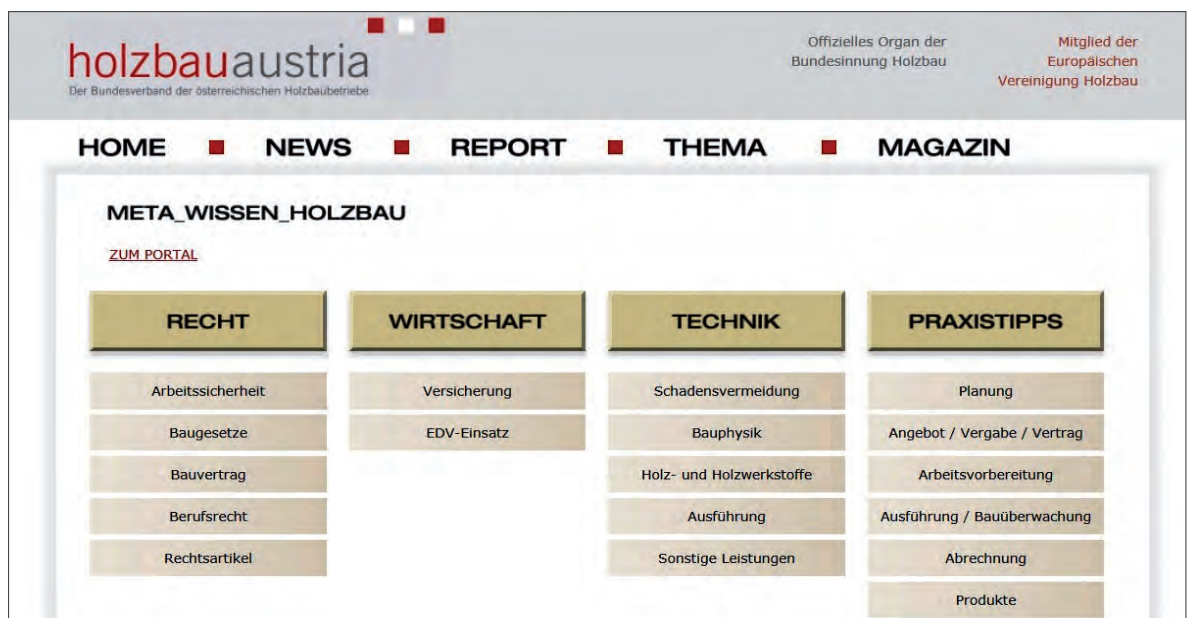 holzbauaustria
Der Bundesverband der österreichischen Holzbaubetriebe
Offizielles Organ der
Bundesinnung Holzbau
Mitglied der
Europäischen
Vereinigung Holzbau
HOME NEWS REPORT THEMA MAGAZIN
META_WISSEN_HOLZBAU
ZUM PORTAL
RECHT
Arbeitssicherheit
Baugesetze
Bauvertrag
Berufsrecht
Rechtsartikel
WIRTSCHAFT
Versicherung
EDV-Einsatz
TECHNIK
Schadensvermeidung
Bauphysik
Holz- und Holzwerkstoffe
Ausführung
Sonstige Leistungen
PRAXISTIPPS
Planung
Angebot / Vergabe / Vertrag
Arbeitsvorbereitung
Ausführung / Bauüberwachung
Abrechnung
Produkte